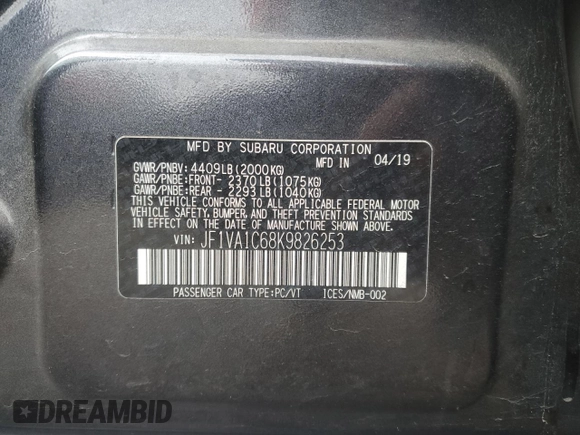 MFD BY SUBARU CORPORATION
GVWR/PNBV: 4409LB(2000KG) MFD IN 04/19
GAWR/PNBE:FRONT- 2370LB(1075KG)
GAWR/PNBE:REAR - 2293LB(1040KG)
THIS VEHICLE CONFORMS TO ALL APPLICABLE FEDERAL MOTOR
VEHICLE SAFETY, BUMPER, AND THEFT PREVENTION STANDARDS
IN EFFECT ON THE DATE OF MANUFACTURE SHOWN ABOVE.
VIN: JF1VA1C68K9826253
PASSENGER CAR TYPE:PC/VT ICES/NMB-002
DREAMBID